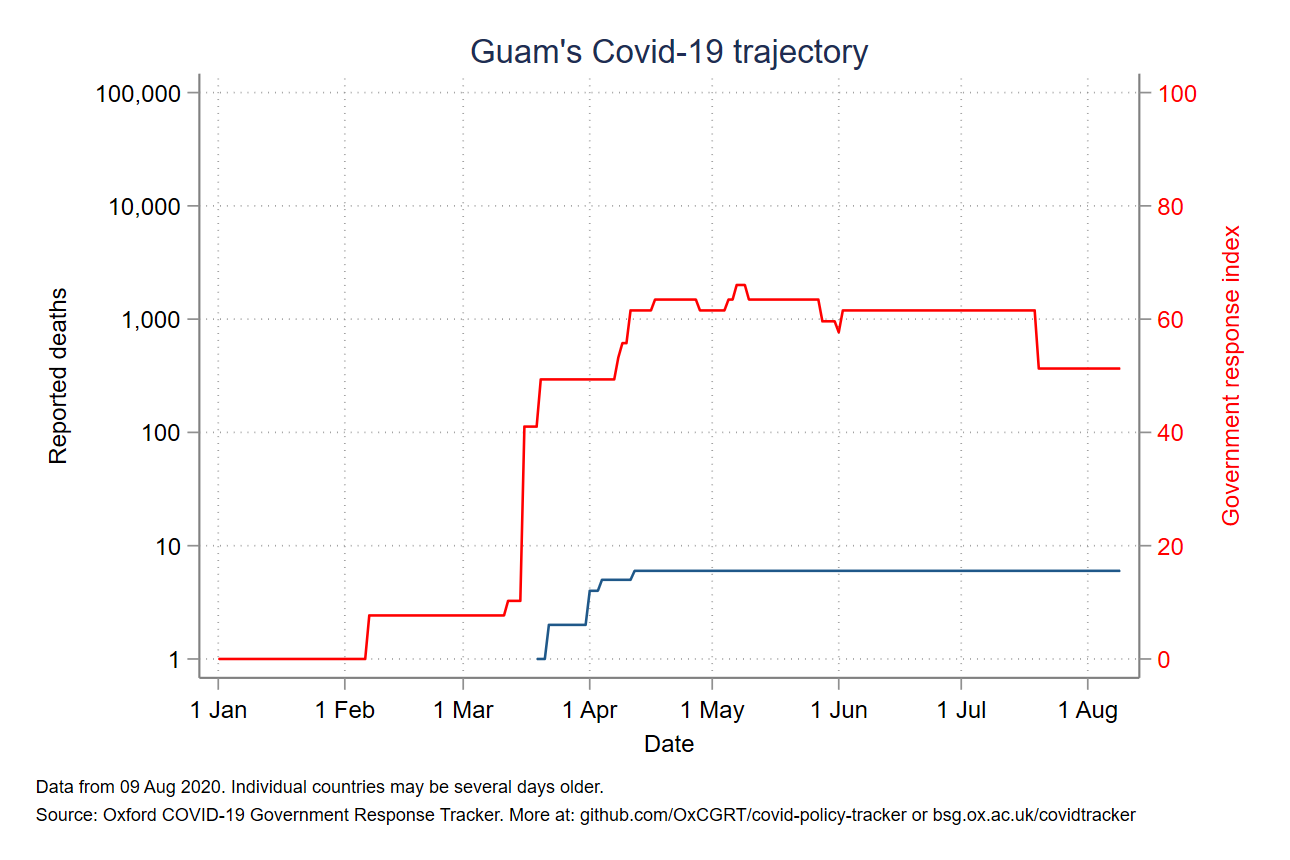 Guam's Covid-19 trajectory
100,000
10,000
1,000
100
10
1
Reported deaths
100
80
60
40
20
0
Government response index
1 Jan
1 Feb
1 Mar
1 Apr
1 May
1 Jun
1 Jul
1 Aug
Date
Data from 09 Aug 2020. Individual countries may be several days older.
Source: Oxford COVID-19 Government Response Tracker. More at: github.com/OxCGRT/covid-policy-tracker or bsg.ox.ac.uk/covidtracker